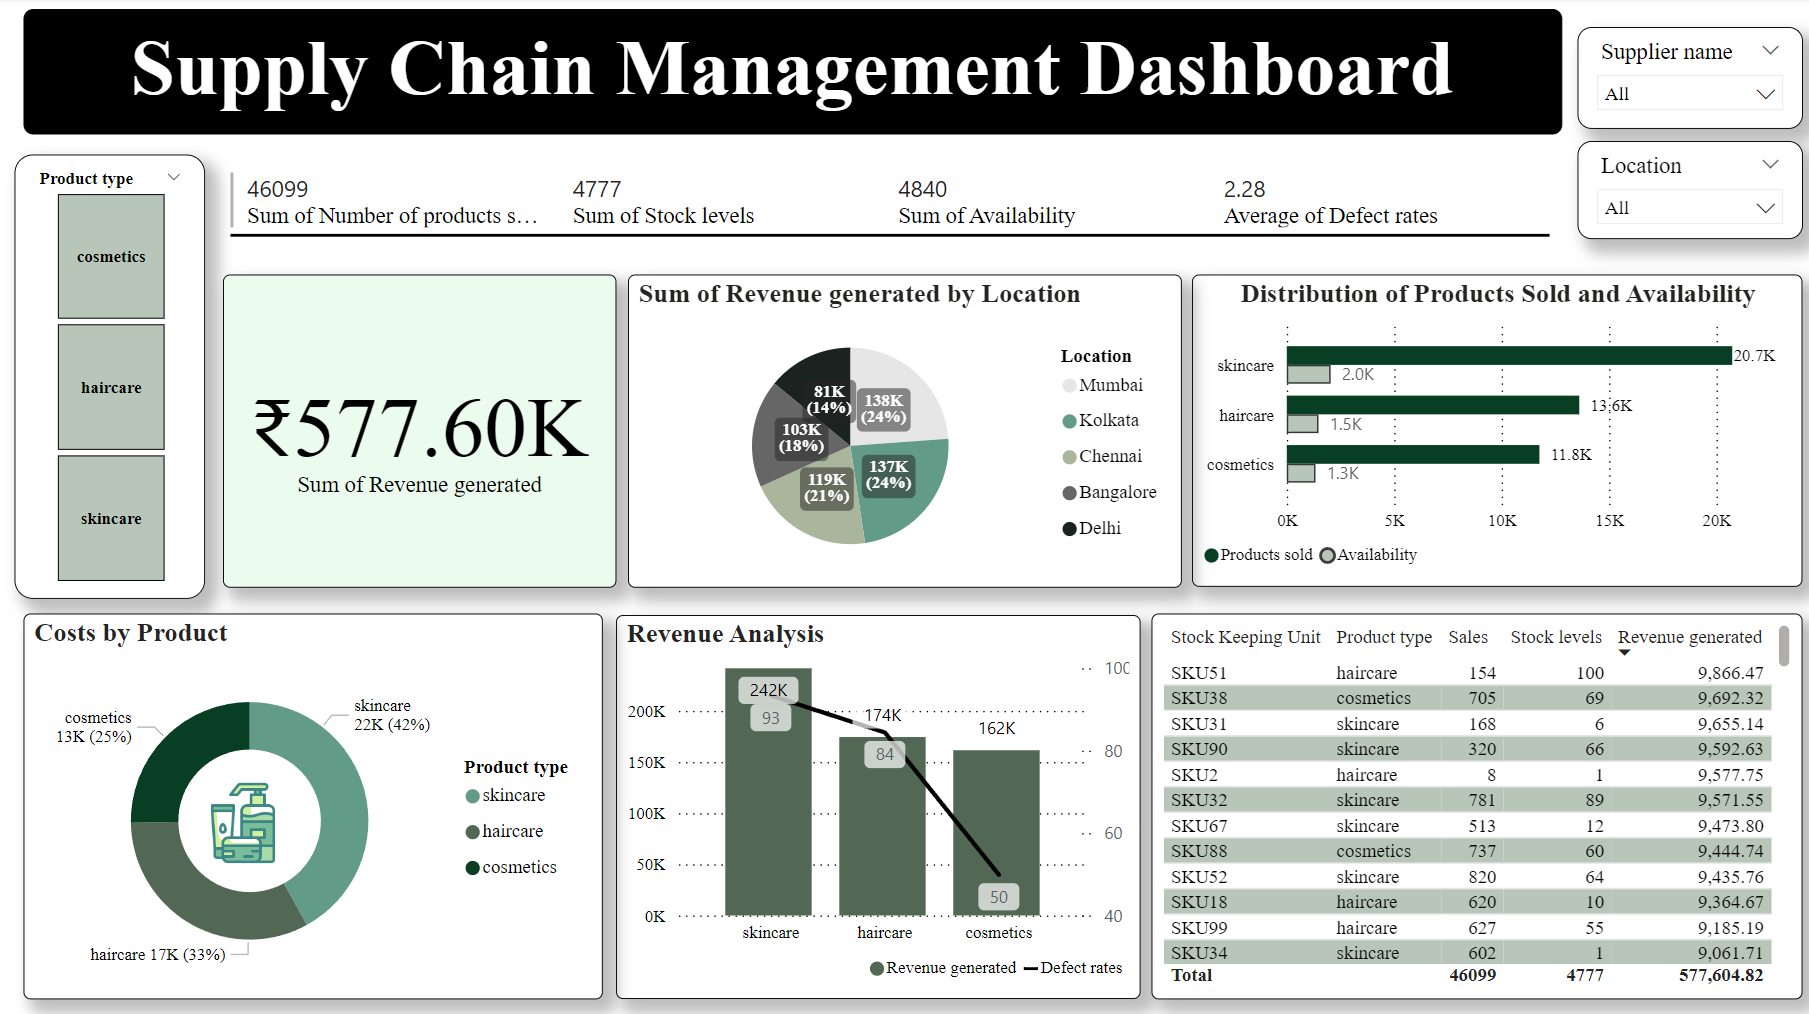 Supply Chain Management Dashboard
Supplier name
All
Location
All
Product type
cosmetics
haircare
skincare
46099
Sum of Number of products s...
4777
Sum of Stock levels
4840
Sum of Availability
2.28
Average of Defect rates
₹577.60K
Sum of Revenue generated
Sum of Revenue generated by Location
81K
(14%)
138K
(24%)
103K
(18%)
137K
(24%)
119K
(21%)
Location
Mumbai
Kolkata
Chennai
Bangalore
Delhi
Distribution of Products Sold and Availability
skincare
20.7K
2.0K
haircare
13.6K
1.5K
cosmetics
11.8K
1.3K
0K 5K 10K 15K 20K
Products sold Availability
Costs by Product
skincare
22K (42%)
cosmetics
13K (25%)
haircare 17K (33%)
Product type
skincare
haircare
cosmetics
Revenue Analysis
242K
93
174K
84
162K
50
200K
150K
100K
50K
0K
100
80
60
40
skincare haircare cosmetics
Revenue generated Defect rates
Stock Keeping Unit Product type Sales Stock levels Revenue generated
SKU51 haircare 154 100 9,866.47
SKU38 cosmetics 705 69 9,692.32
SKU31 skincare 168 6 9,655.14
SKU90 skincare 320 66 9,592.63
SKU2 haircare 8 1 9,577.75
SKU32 skincare 781 89 9,571.55
SKU67 skincare 513 12 9,473.80
SKU88 cosmetics 737 60 9,444.74
SKU52 skincare 820 64 9,435.76
SKU18 haircare 620 10 9,364.67
SKU99 haircare 627 55 9,185.19
SKU34 skincare 602 1 9,061.71
Total 46099 4777 577,604.82